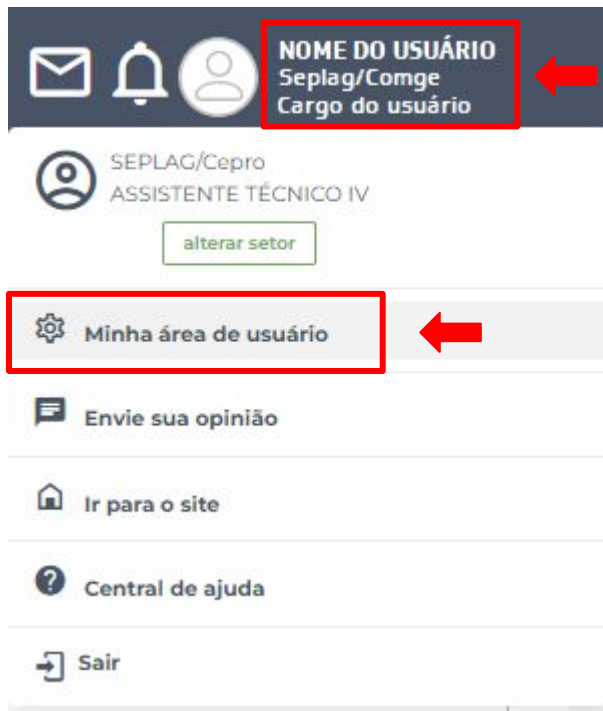 NOME DO USUÁRIO
Seplag/Comge
Cargo do usuário
SEPLAG/Cepro
ASSISTENTE TÉCNICO IV
alterar setor
Minha área de usuário
Envie sua opinião
Ir para o site
Central de ajuda
Sair